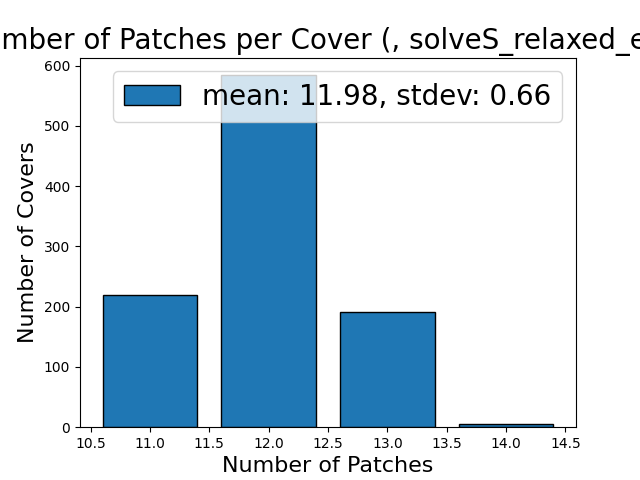 mber of Patches per Cover (, solveS_relaxed_e
mean: 11.98, stdev: 0.66
Number of Covers
600
500
400
300
200
100
0
10.5 11.0 11.5 12.0 12.5 13.0 13.5 14.0 14.5
Number of Patches